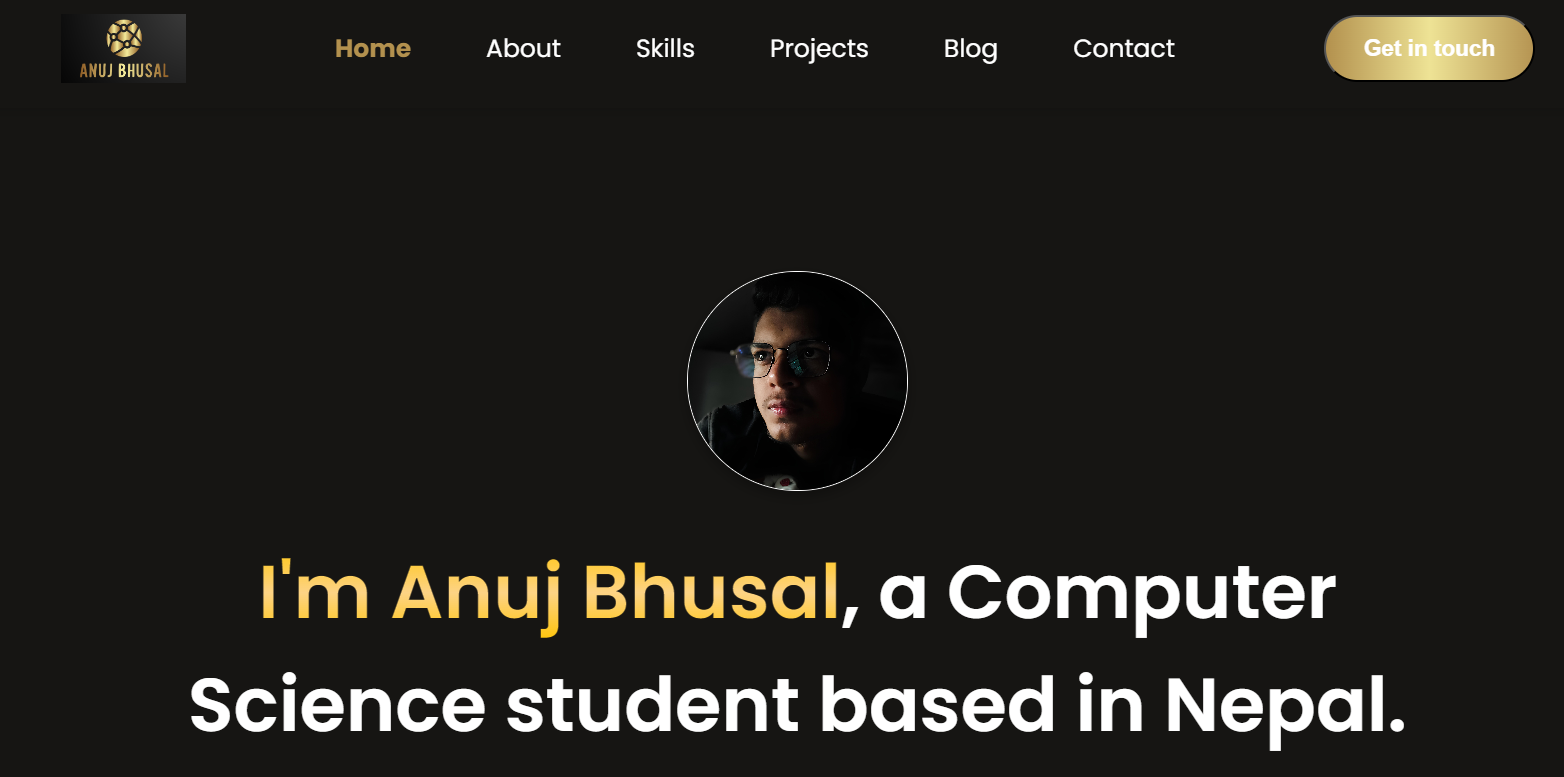 ANUJ BHUSAL
Home About Skills Projects Blog Contact Get in touch
I'm Anuj Bhusal, a Computer
Science student based in Nepal.